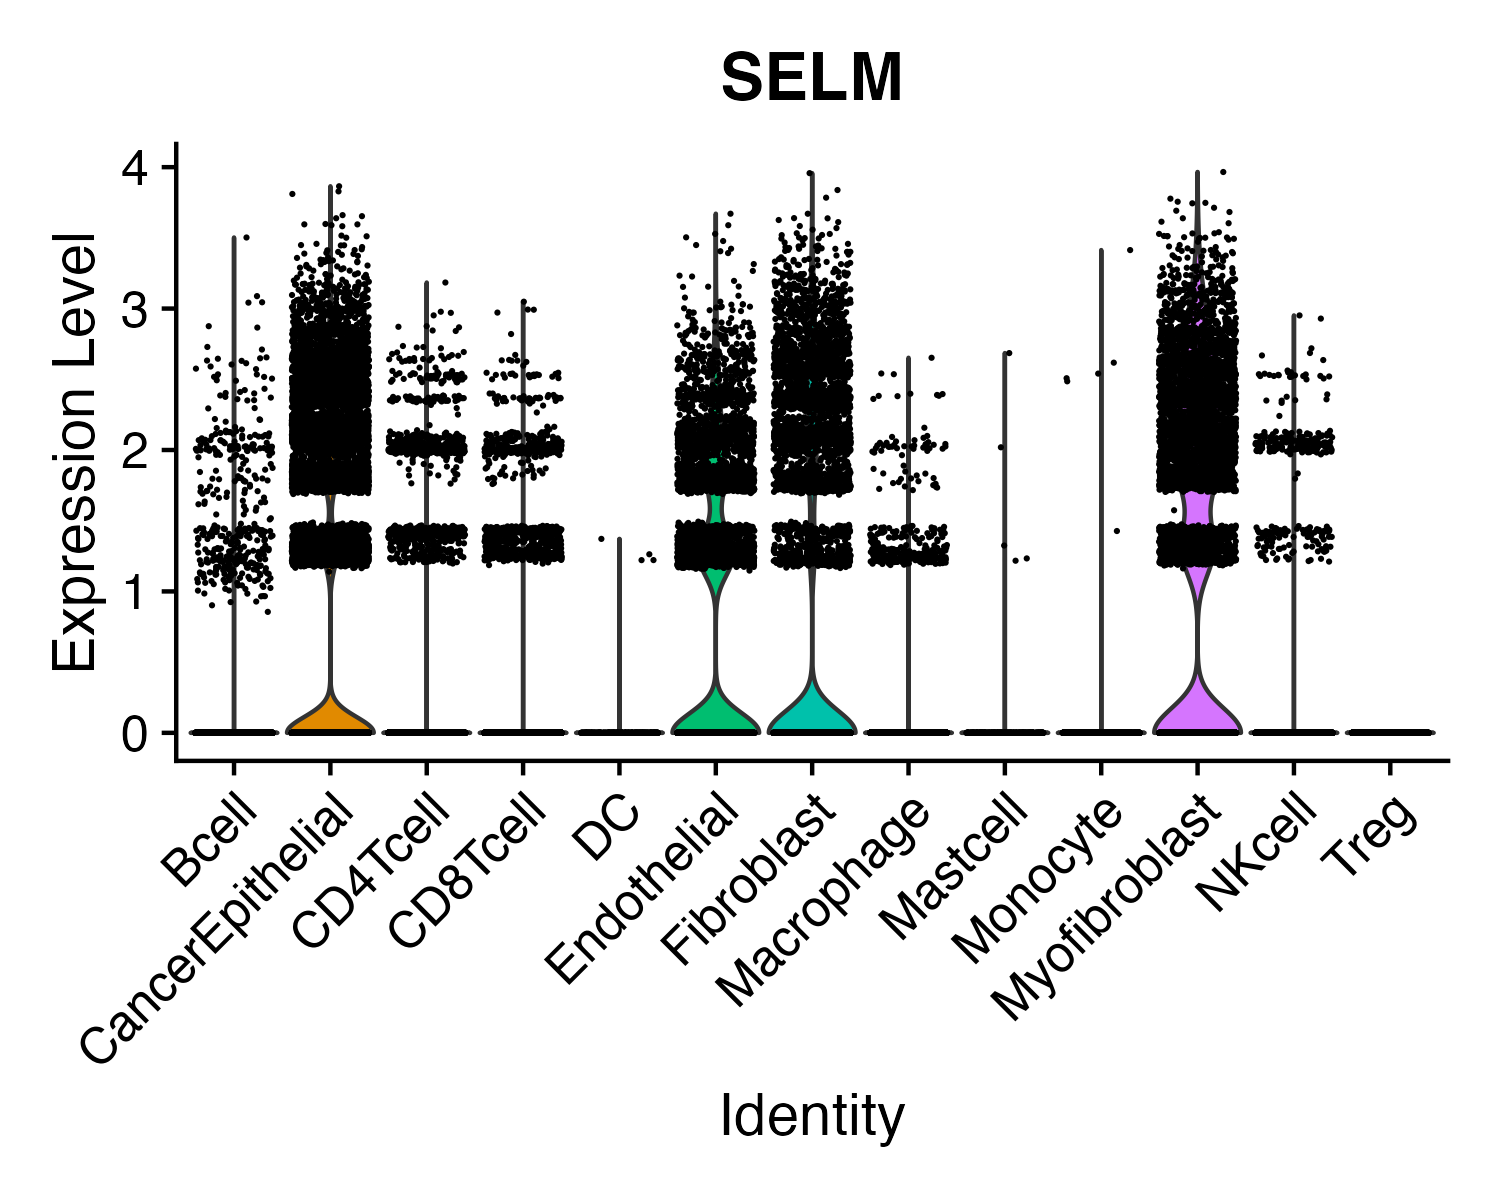 SELM
Expression Level
4
3
2
1
0
Bcell
CancerEpithelial
CD4Tcell
CD8Tcell
DC
Endothelial
Fibroblast
Macrophage
Mastcell
Monocyte
Myofibroblast
NKcell
Treg
Identity